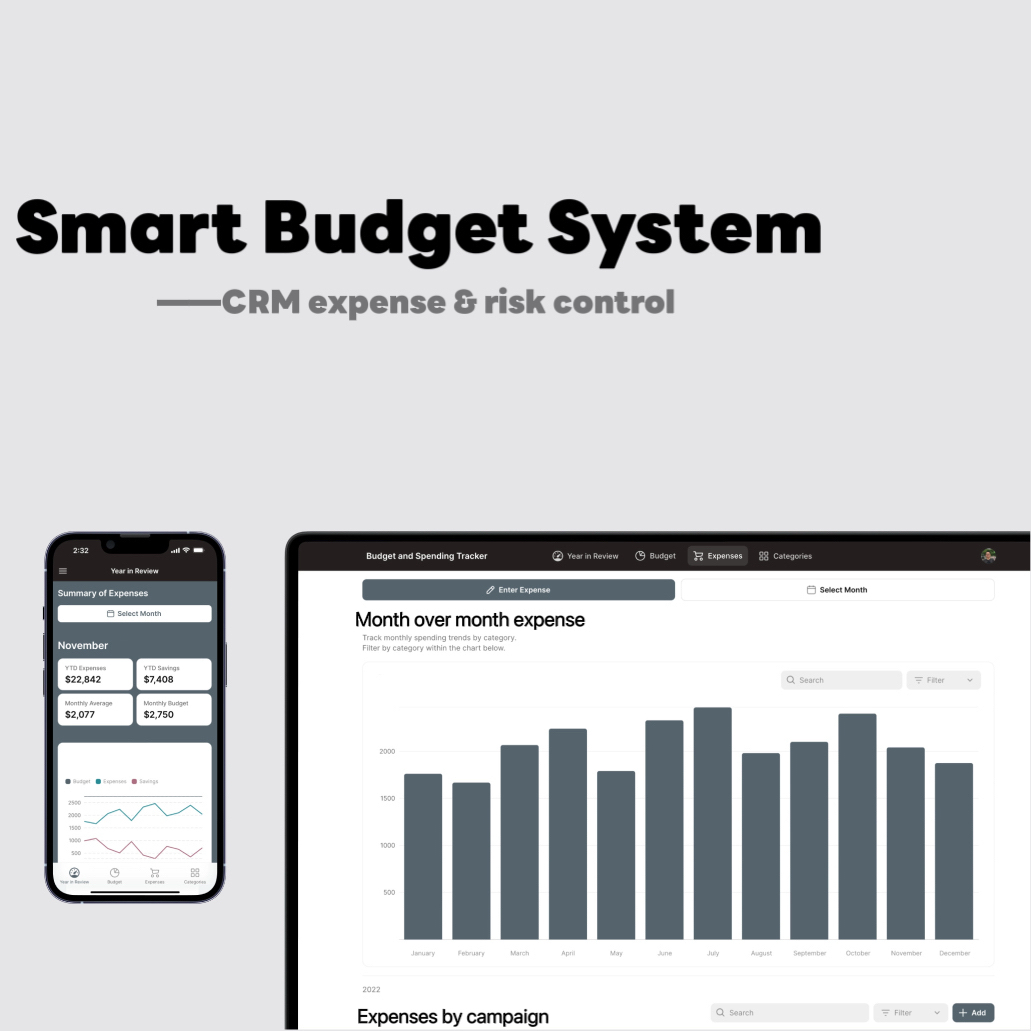 Smart Budget System
——CRM expense & risk control
2:32
Year in Review
Summary of Expenses
Select Month
November
YTD Expenses
$22,842
YTD Savings
$7,408
Monthly Average
$2,077
Monthly Budget
$2,750
Budget Expenses Savings
2500
2000
1500
1000
500
Year in Review Budget Expenses Categories
Budget and Spending Tracker Year in Review Budget Expenses Categories
Enter Expense Select Month
Month over month expense
Track monthly spending trends by category.
Filter by category within the chart below.
Search Filter
2000
1500
1000
500
January February March April May June July August September October November December
2022
Expenses by campaign Search Filter Add